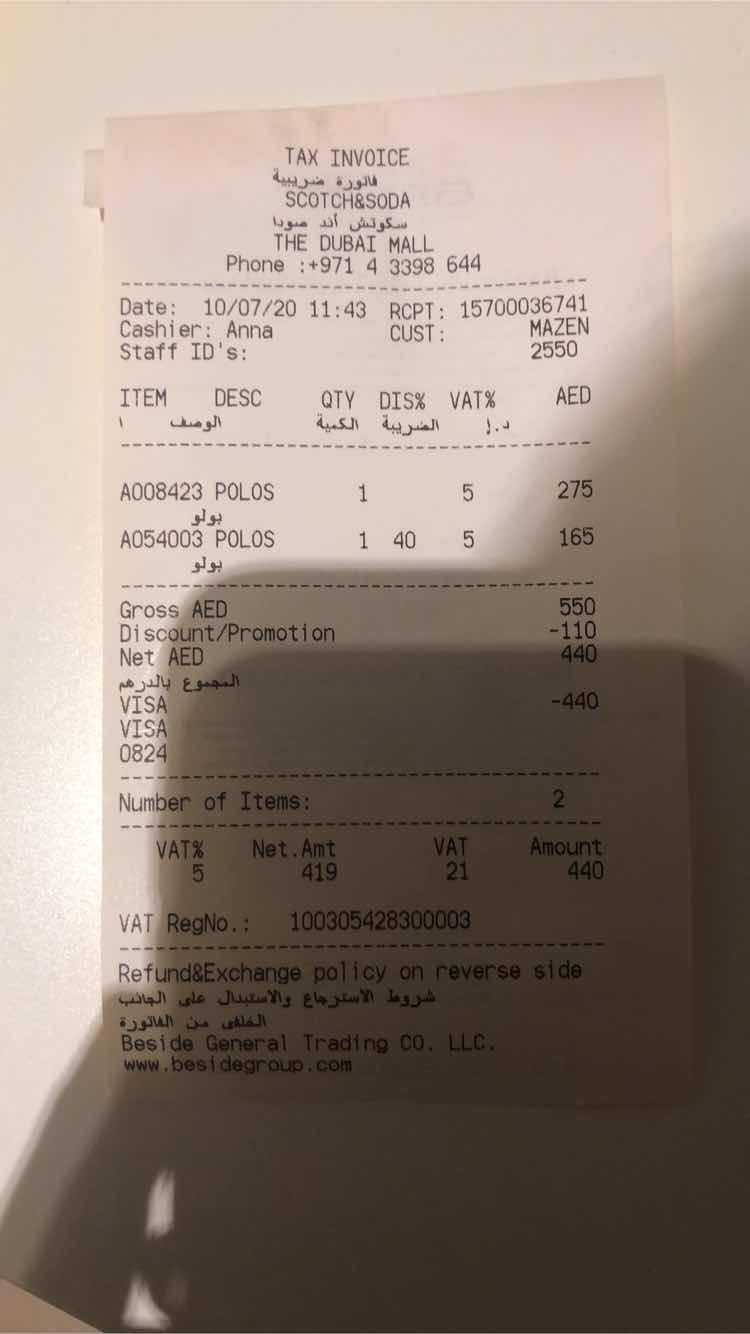 TAX INVOICE
فاتورة ضريبية
SCOTCH&SODA
سكوتش أند صودا
THE DUBAI MALL
Phone :+971 4 3398 644
Date: 10/07/20 11:43 RCPT: 15700036741
Cashier: Anna CUST: MAZEN
Staff ID's: 2550
ITEM DESC QTY DIS% VAT% AED
ا الوصف الكمية الضريبة د.إ
A008423 POLOS 1 5 275
بولو
A054003 POLOS 1 40 5 165
بولو
Gross AED 550
Discount/Promotion -110
Net AED 440
المجموع بالدرهم
VISA -440
VISA
0824
Number of Items: 2
VAT% Net.Amt VAT Amount
5 419 21 440
VAT RegNo.: 100305428300003
Refund&Exchange policy on reverse side
شروط الاسترجاع والاستبدال على الجانب
الخلفى من الفاتورة
Beside General Trading CO. LLC.
www.besidegroup.com